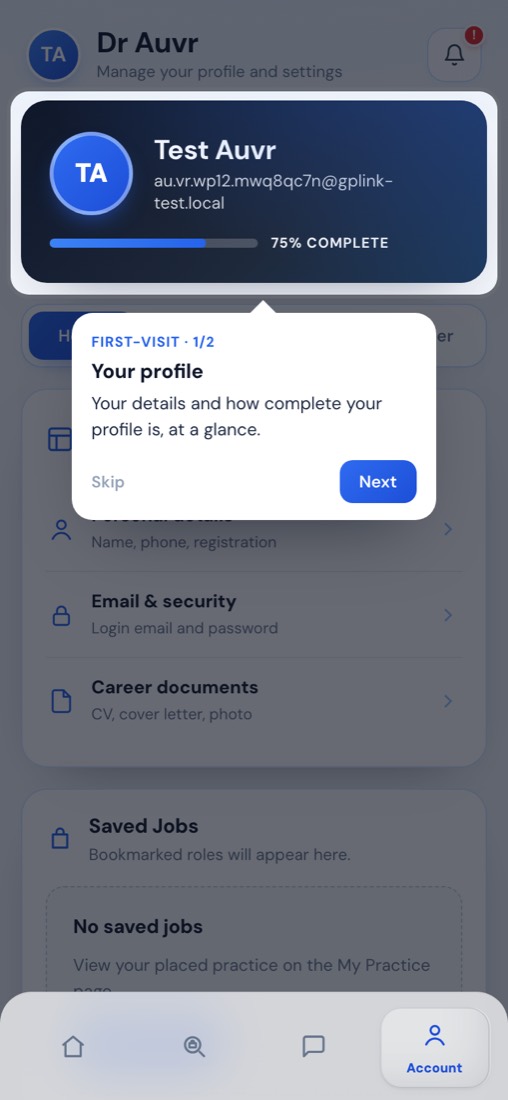 TA
Dr Auvr
Manage your profile and settings
!
TA
Test Auvr
au.vr.wp12.mwq8qc7n@gplink-
test.local
75% COMPLETE
FIRST-VISIT · 1/2
Your profile
Your details and how complete your
profile is, at a glance.
Skip
Next
Personal details
Name, phone, registration
Email & security
Login email and password
Career documents
CV, cover letter, photo
Saved Jobs
Bookmarked roles will appear here.
No saved jobs
View your placed practice on the My Practice
page.
Account